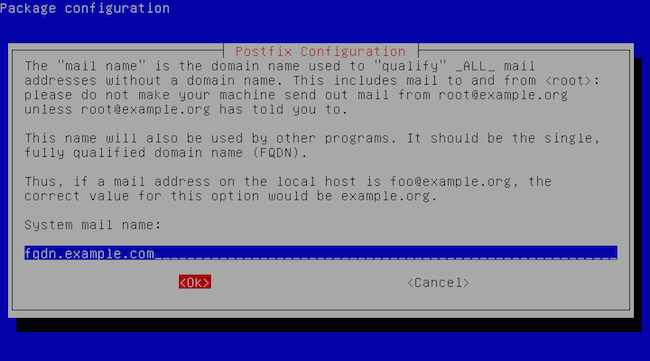 Package configuration
Postfix Configuration
The "mail name" is the domain name used to "qualify" _ALL_ mail
addresses without a domain name. This includes mail to and from <root>:
please do not make your machine send out mail from root@example.org
unless root@example.org has told you to.
This name will also be used by other programs. It should be the single,
fully qualified domain name (FQDN).
Thus, if a mail address on the local host is foo@example.org, the
correct value for this option would be example.org.
System mail name:
fqdn.example.com
<Ok> <Cancel>